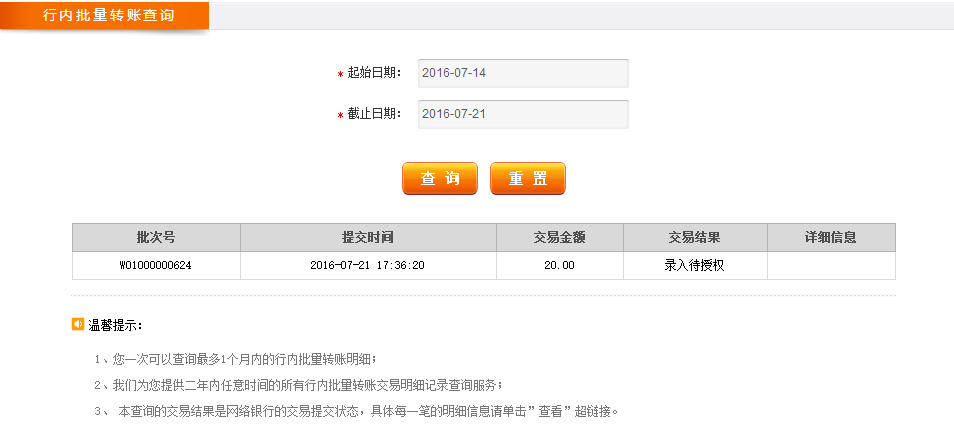 行内批量转账查询
* 起始日期： 2016-07-14
* 截止日期： 2016-07-21
查 询 重 置
批次号 提交时间 交易金额 交易结果 详细信息
W01000000624 2016-07-21 17:36:20 20.00 录入待授权
温馨提示：
1、您一次可以查询最多1个月内的行内批量转账明细；
2、我们为您提供二年内任意时间的所有行内批量转账交易明细记录查询服务；
3、 本查询的交易结果是网络银行的交易提交状态，具体每一笔的明细信息请单击”查看”超链接。